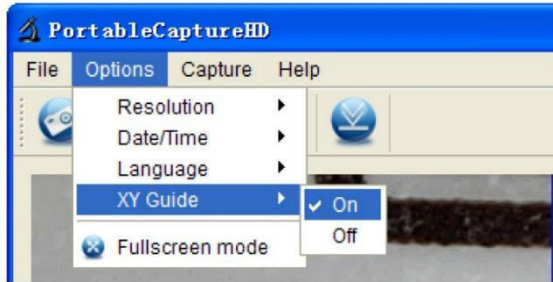 PortableCaptureHD
File Options Capture Help
Resolution
Date/Time
Language
XY Guide
On
Off
Fullscreen mode